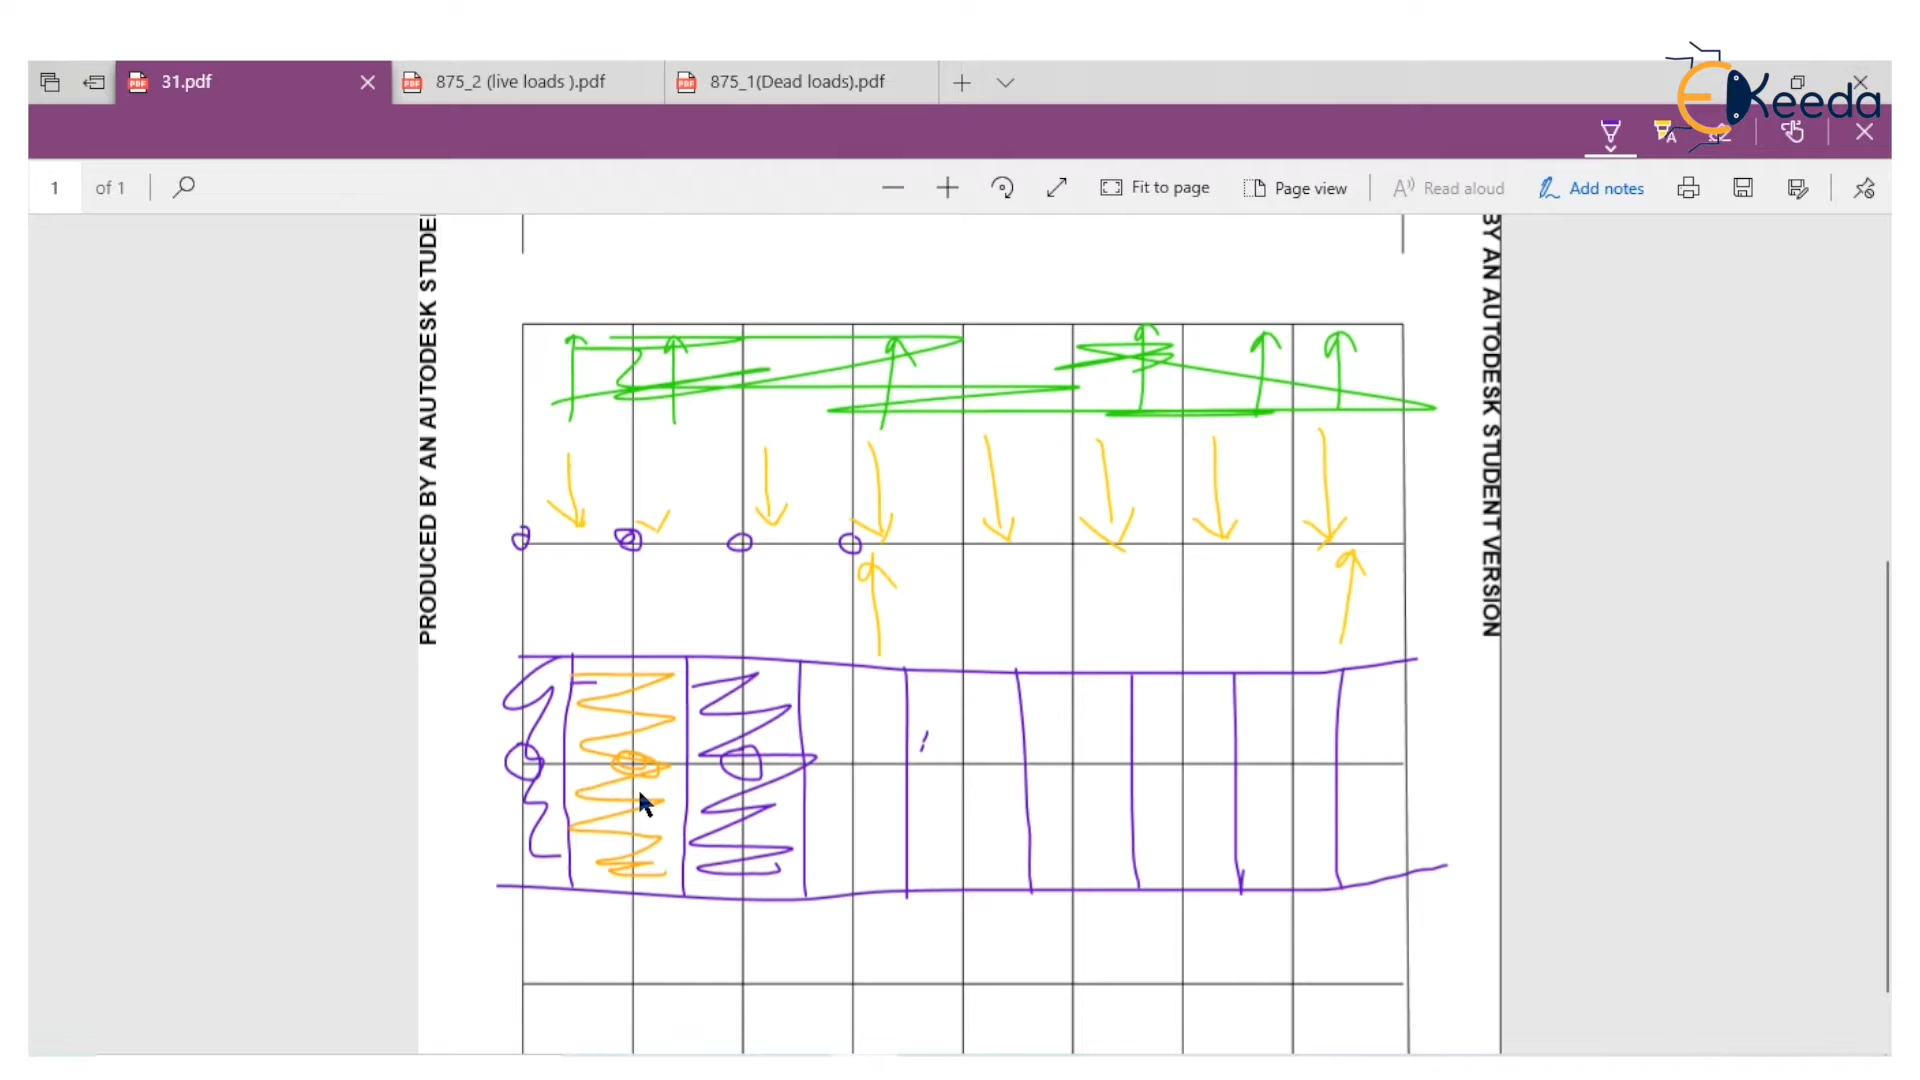 EKeeda
31.pdf
875_2 (live loads ).pdf
875_1(Dead loads).pdf
1 of 1
Fit to page
Page view
Read aloud
Add notes
PRODUCED BY AN AUTODESK STUDE
BY AN AUTODESK STUDENT VERSION